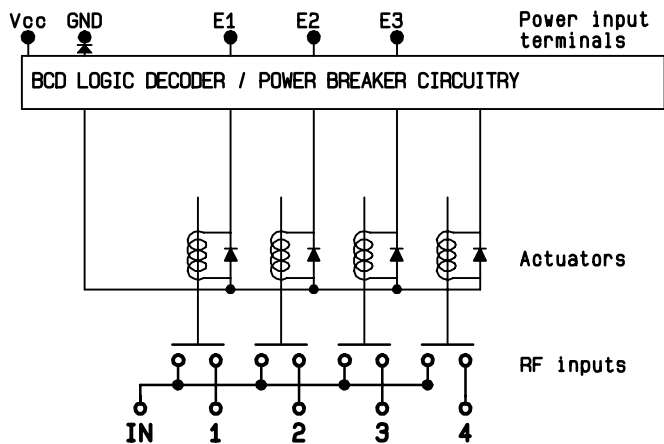 Vcc GND E1 E2 E3 Power input
terminals
BCD LOGIC DECODER / POWER BREAKER CIRCUITRY
Actuators
RF inputs
IN 1 2 3 4